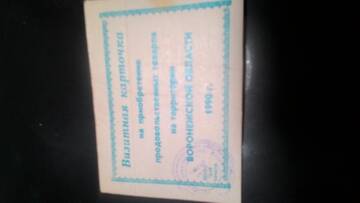 Визитная карточка
на приобретение
продовольственных товаров
на территории
ВОРОНЕЖСКОЙ ОБЛАСТИ
1990 г.